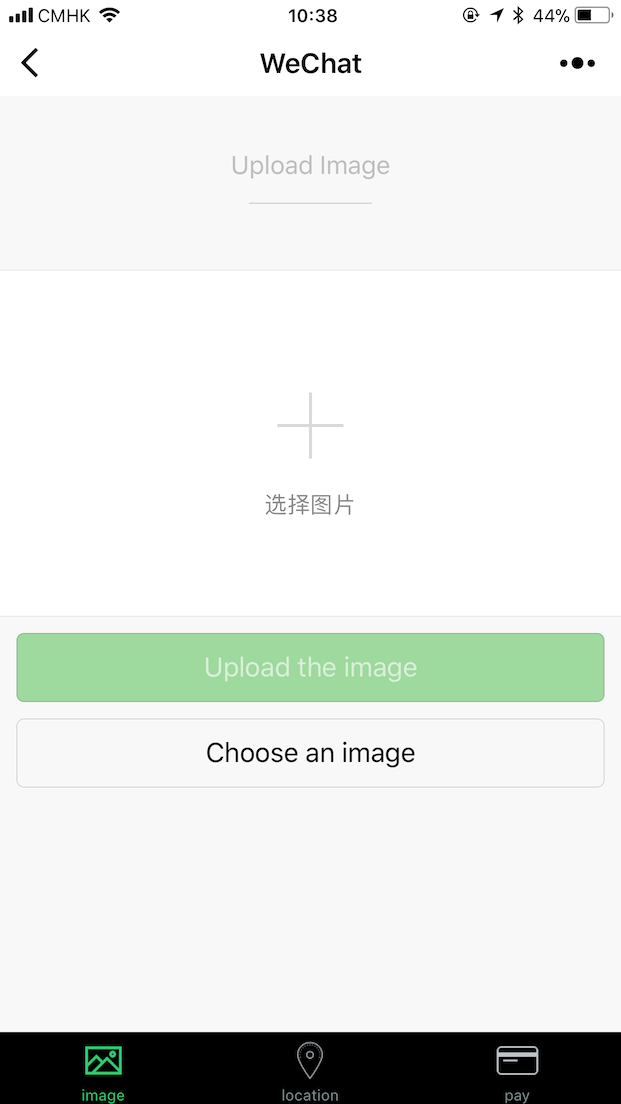 CMHK 10:38 44%
WeChat
Upload Image
选择图片
Upload the image
Choose an image
image location pay